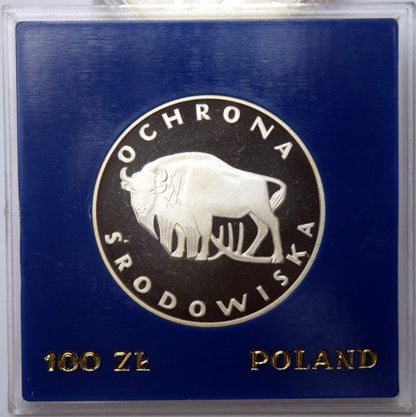 OCHRONA
ŚRODOWISKA
100 ZŁ POLAND